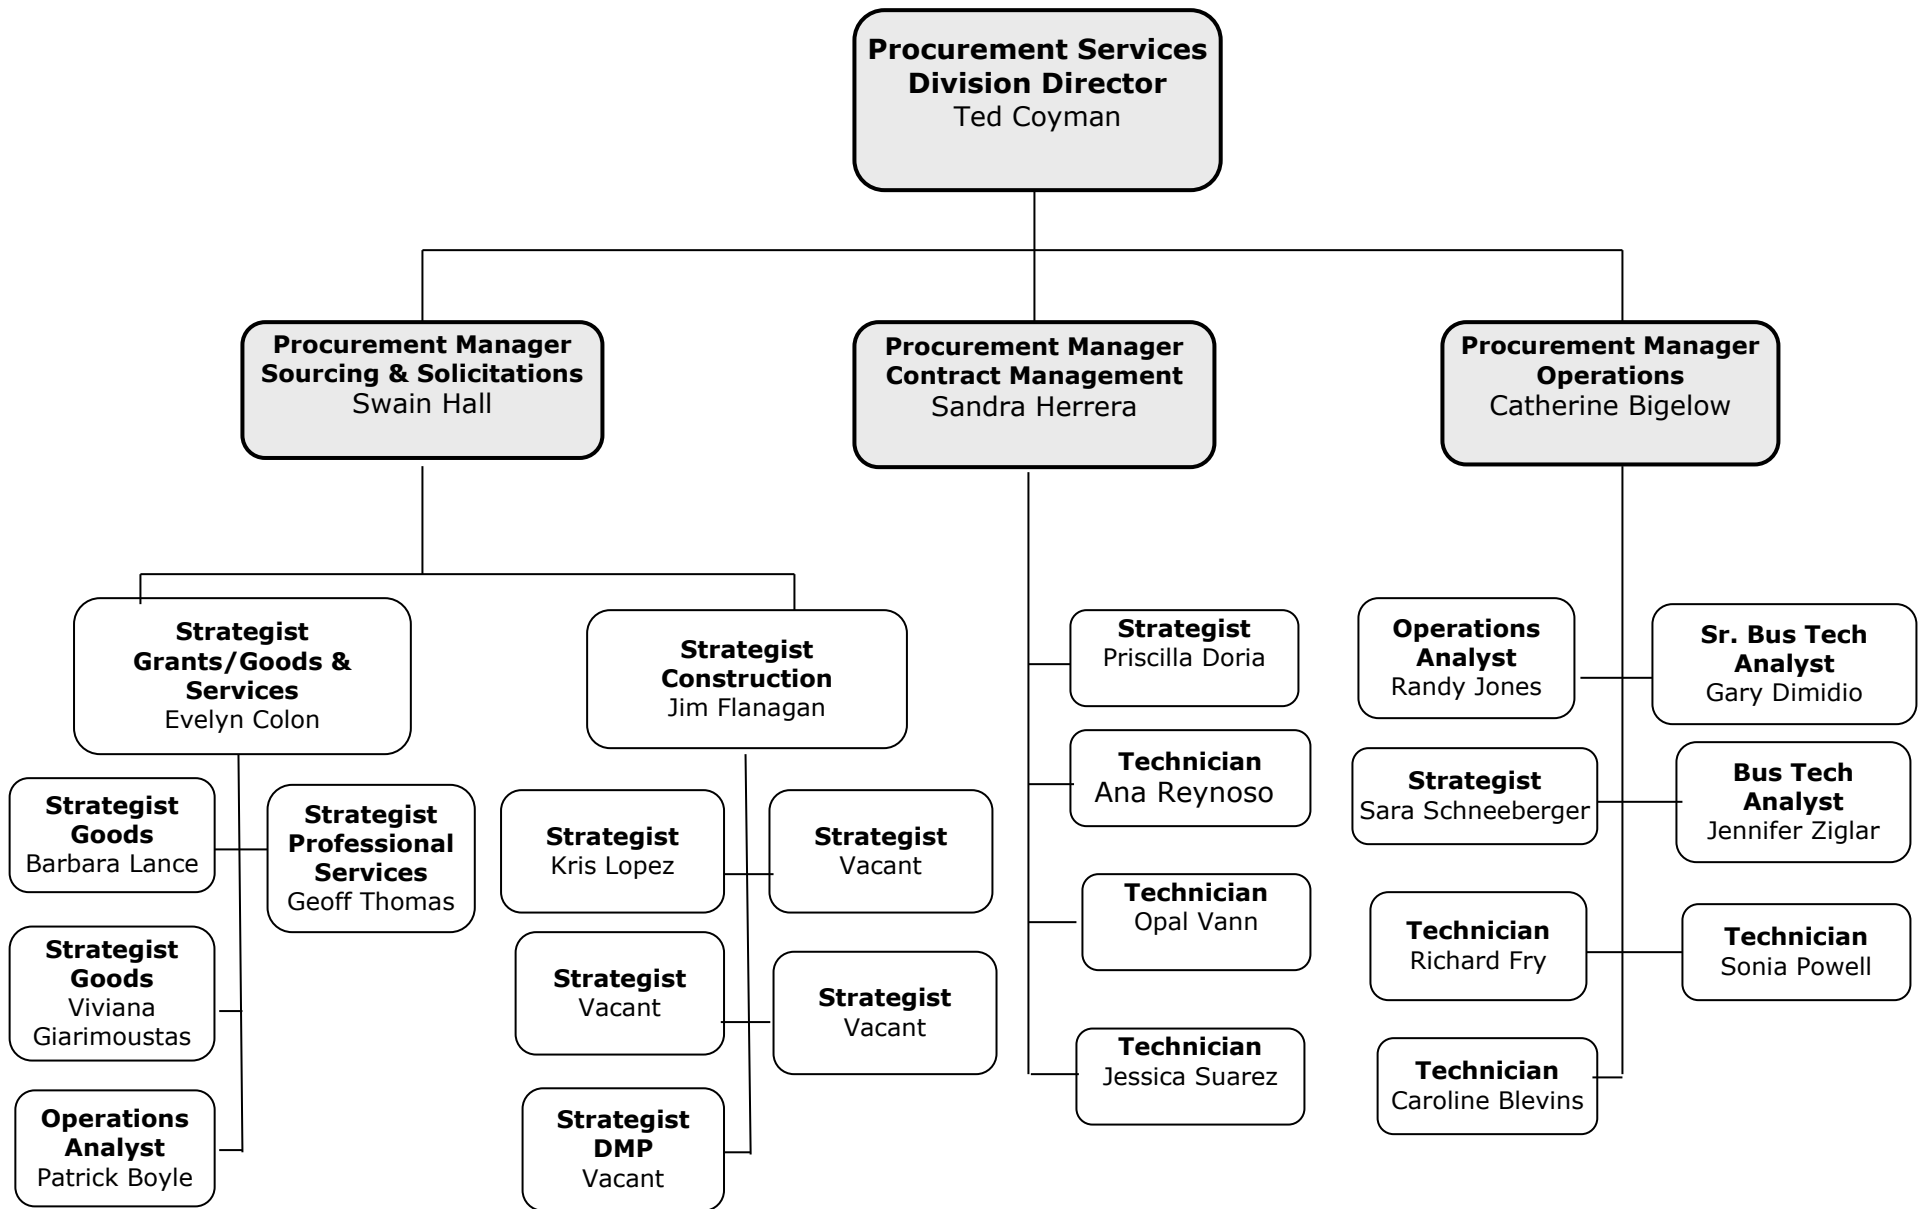 Procurement Services
Division Director
Ted Coyman
Procurement Manager
Sourcing & Solicitations
Swain Hall
Procurement Manager
Contract Management
Sandra Herrera
Procurement Manager
Operations
Catherine Bigelow
Strategist
Grants/Goods &
Services
Evelyn Colon
Strategist
Goods
Barbara Lance
Strategist
Professional
Services
Geoff Thomas
Strategist
Goods
Viviana
Giarimoustas
Operations
Analyst
Patrick Boyle
Strategist
Construction
Jim Flanagan
Strategist
Kris Lopez
Strategist
Vacant
Strategist
Vacant
Strategist
Vacant
Strategist
DMP
Vacant
Strategist
Priscilla Doria
Technician
Ana Reynoso
Technician
Opal Vann
Technician
Jessica Suarez
Operations
Analyst
Randy Jones
Sr. Bus Tech
Analyst
Gary Dimidio
Strategist
Sara Schneeberger
Bus Tech
Analyst
Jennifer Ziglar
Technician
Richard Fry
Technician
Sonia Powell
Technician
Caroline Blevins